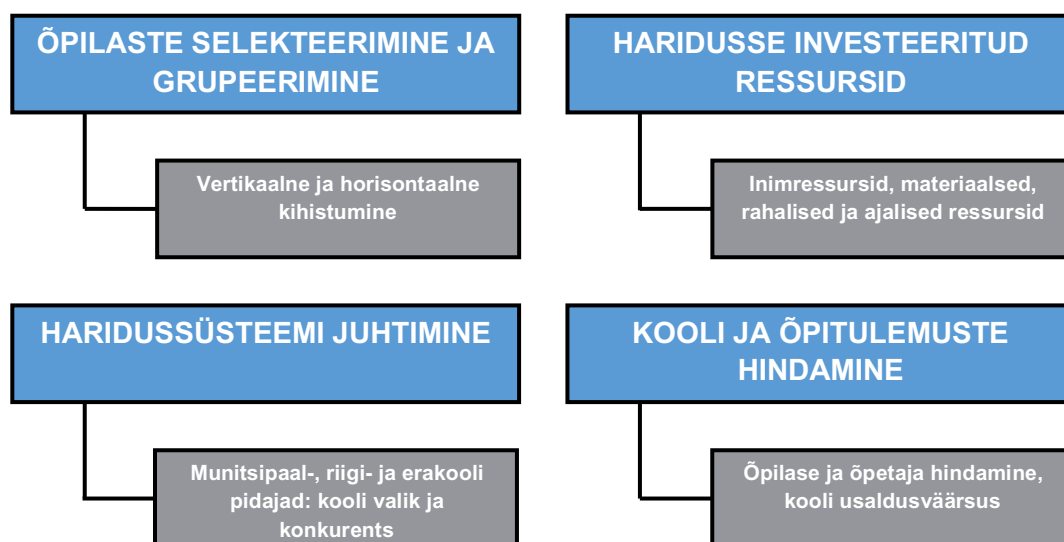 ÕPILASTE SELEKTEERIMINE JA
GRUPEERIMINE
Vertikaalne ja horisontaalne
kihistumine
HARIDUSSE INVESTEERITUD
RESSURSID
Inimressursid, materiaalsed,
rahalised ja ajalised ressursid
HARIDUSSÜSTEEMI JUHTIMINE
Munitsipaal-, riigi- ja erakooli
pidajad: kooli valik ja
konkurents
KOOLI JA ÕPITULEMUSTE
HINDAMINE
Õpilase ja õpetaja hindamine,
kooli usaldusväärsus